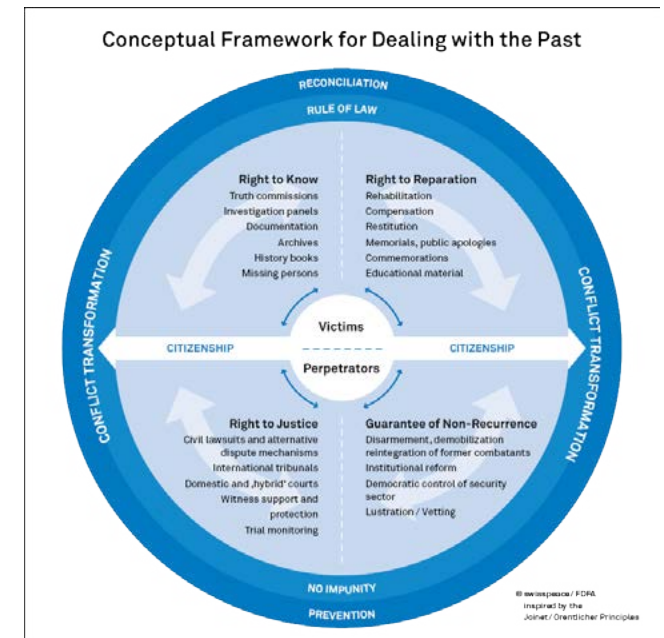 Conceptual Framework for Dealing with the Past
RECONCILIATION
RULE OF LAW
CONFLICT TRANSFORMATION
CONFLICT TRANSFORMATION
Right to Know
Truth commissions
Investigation panels
Documentation
Archives
History books
Missing persons
Right to Reparation
Rehabilitation
Compensation
Restitution
Memorials, public apologies
Commemorations
Educational material
Victims
CITIZENSHIP
CITIZENSHIP
Perpetrators
Right to Justice
Civil lawsuits and alternative
dispute mechanisms
International tribunals
Domestic and ‚hybrid' courts
Witness support and
protection
Trial monitoring
Guarantee of Non-Recurrence
Disarmement, demobilization
reintegration of former combatants
Institutional reform
Democratic control of security
sector
Lustration / Vetting
NO IMPUNITY
PREVENTION
© swisspeace / FDFA
inspired by the
Joinet / Orentlicher Principles